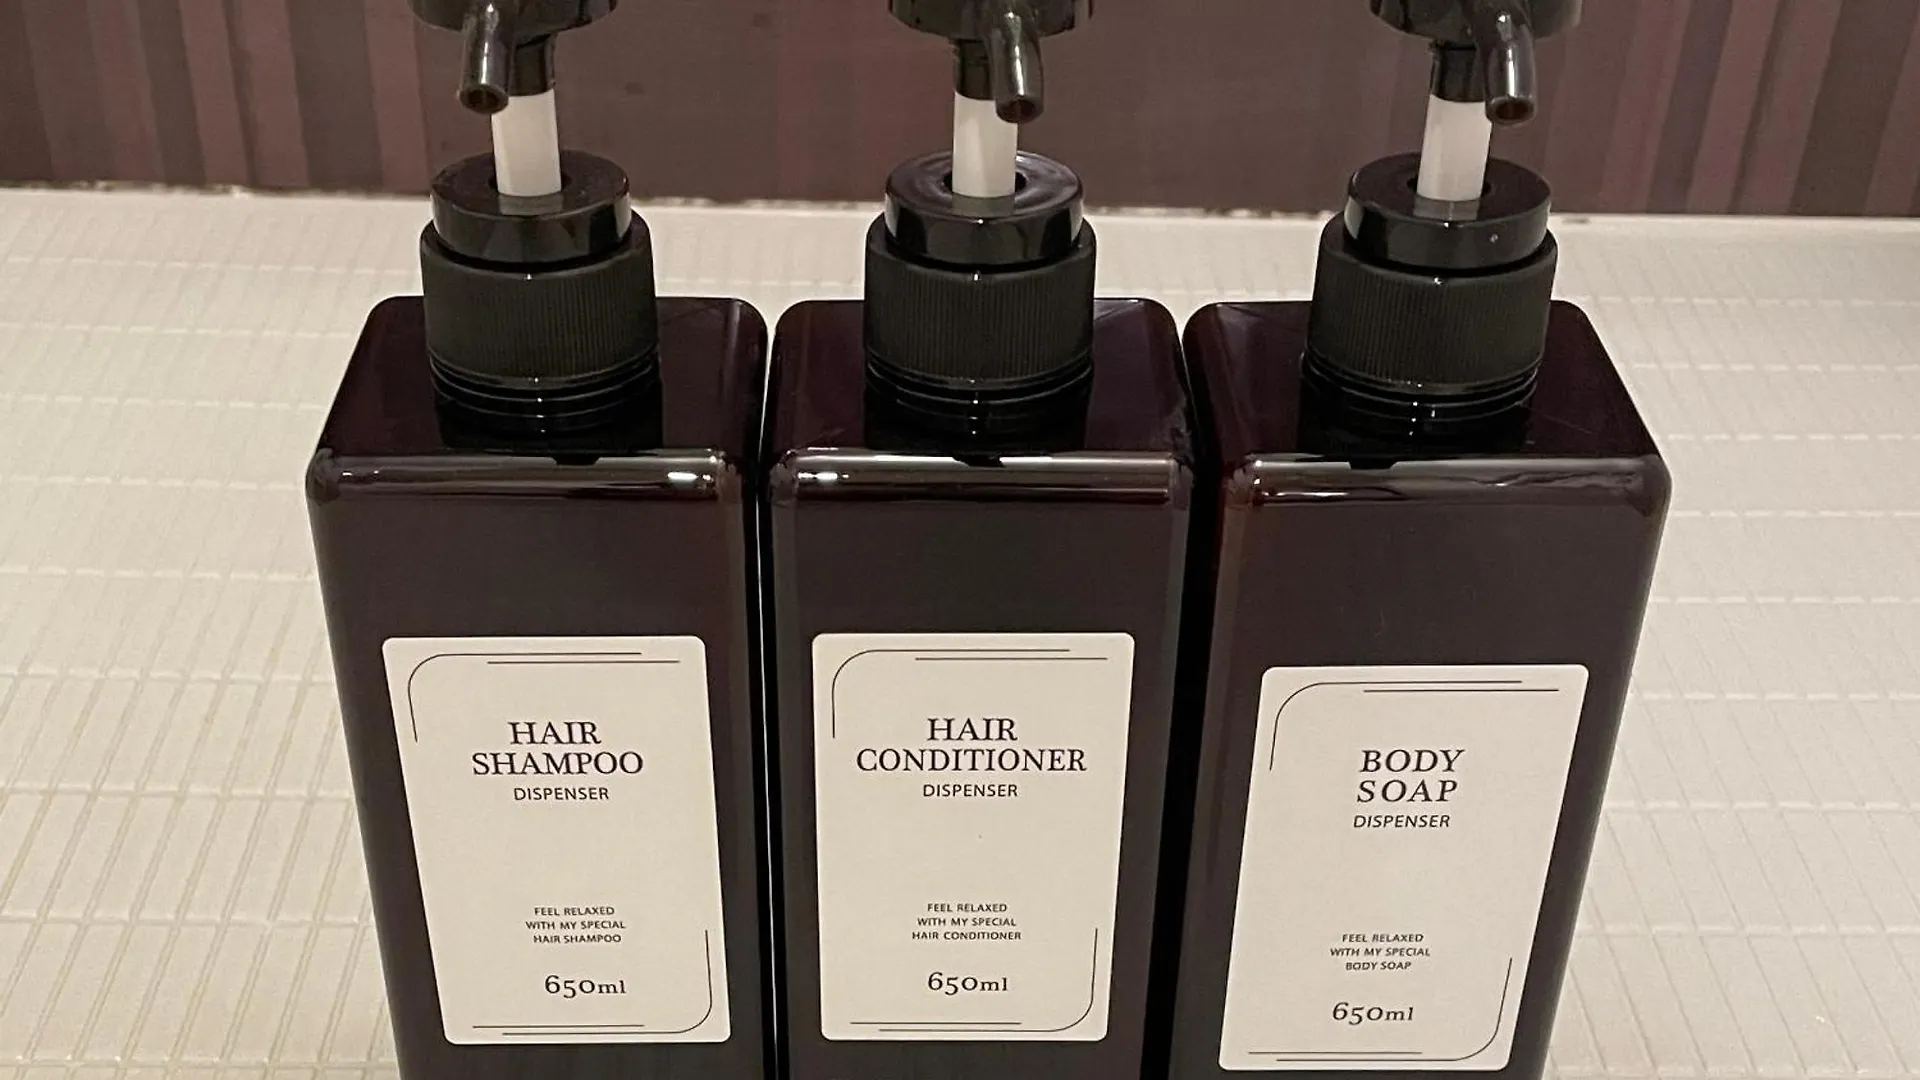 HAIR
SHAMPOO
DISPENSER
FEEL RELAXED
WITH MY SPECIAL
HAIR SHAMPOO
650ml
HAIR
CONDITIONER
DISPENSER
FEEL RELAXED
WITH MY SPECIAL
HAIR CONDITIONER
650ml
BODY
SOAP
DISPENSER
FEEL RELAXED
WITH MY SPECIAL
BODY SOAP
650ml